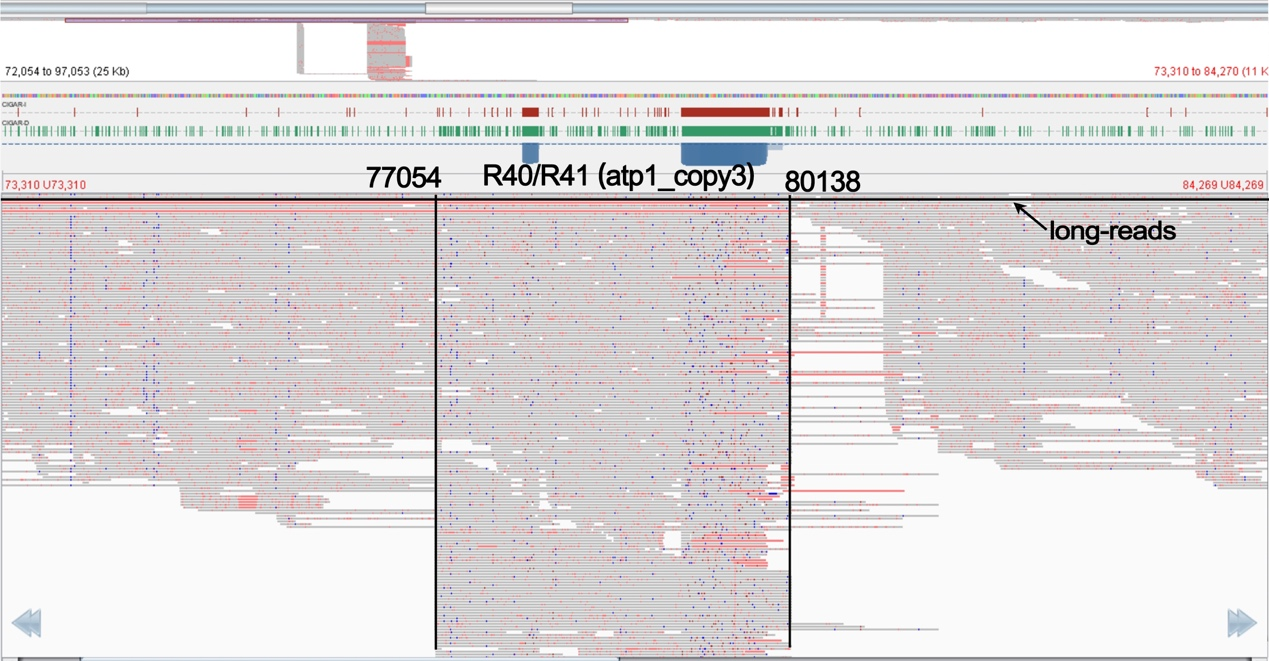 72,054 to 97,053 (25 Kb)
73,310 to 84,270 (11 K
CIGAR-I
CIGAR-D
77054
R40/R41 (atp1_copy3)
80138
73,310 U73,310
84,269 U84,269
long-reads